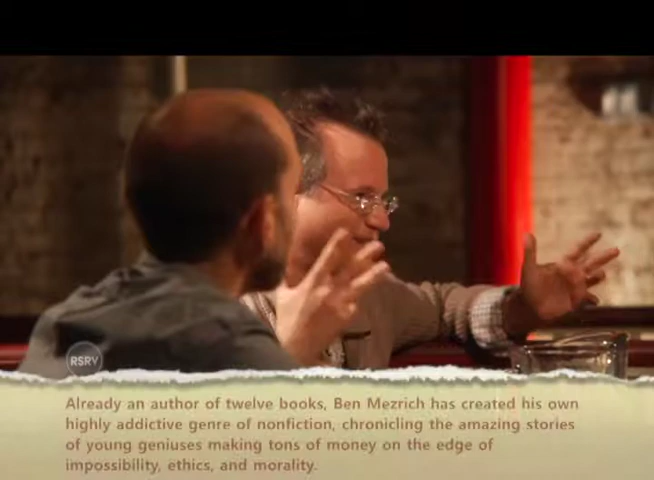 RSRV
Already an author of twelve books, Ben Mezrich has created his own
highly addictive genre of nonfiction, chronicling the amazing stories
of young geniuses making tons of money on the edge of
impossibility, ethics, and morality.